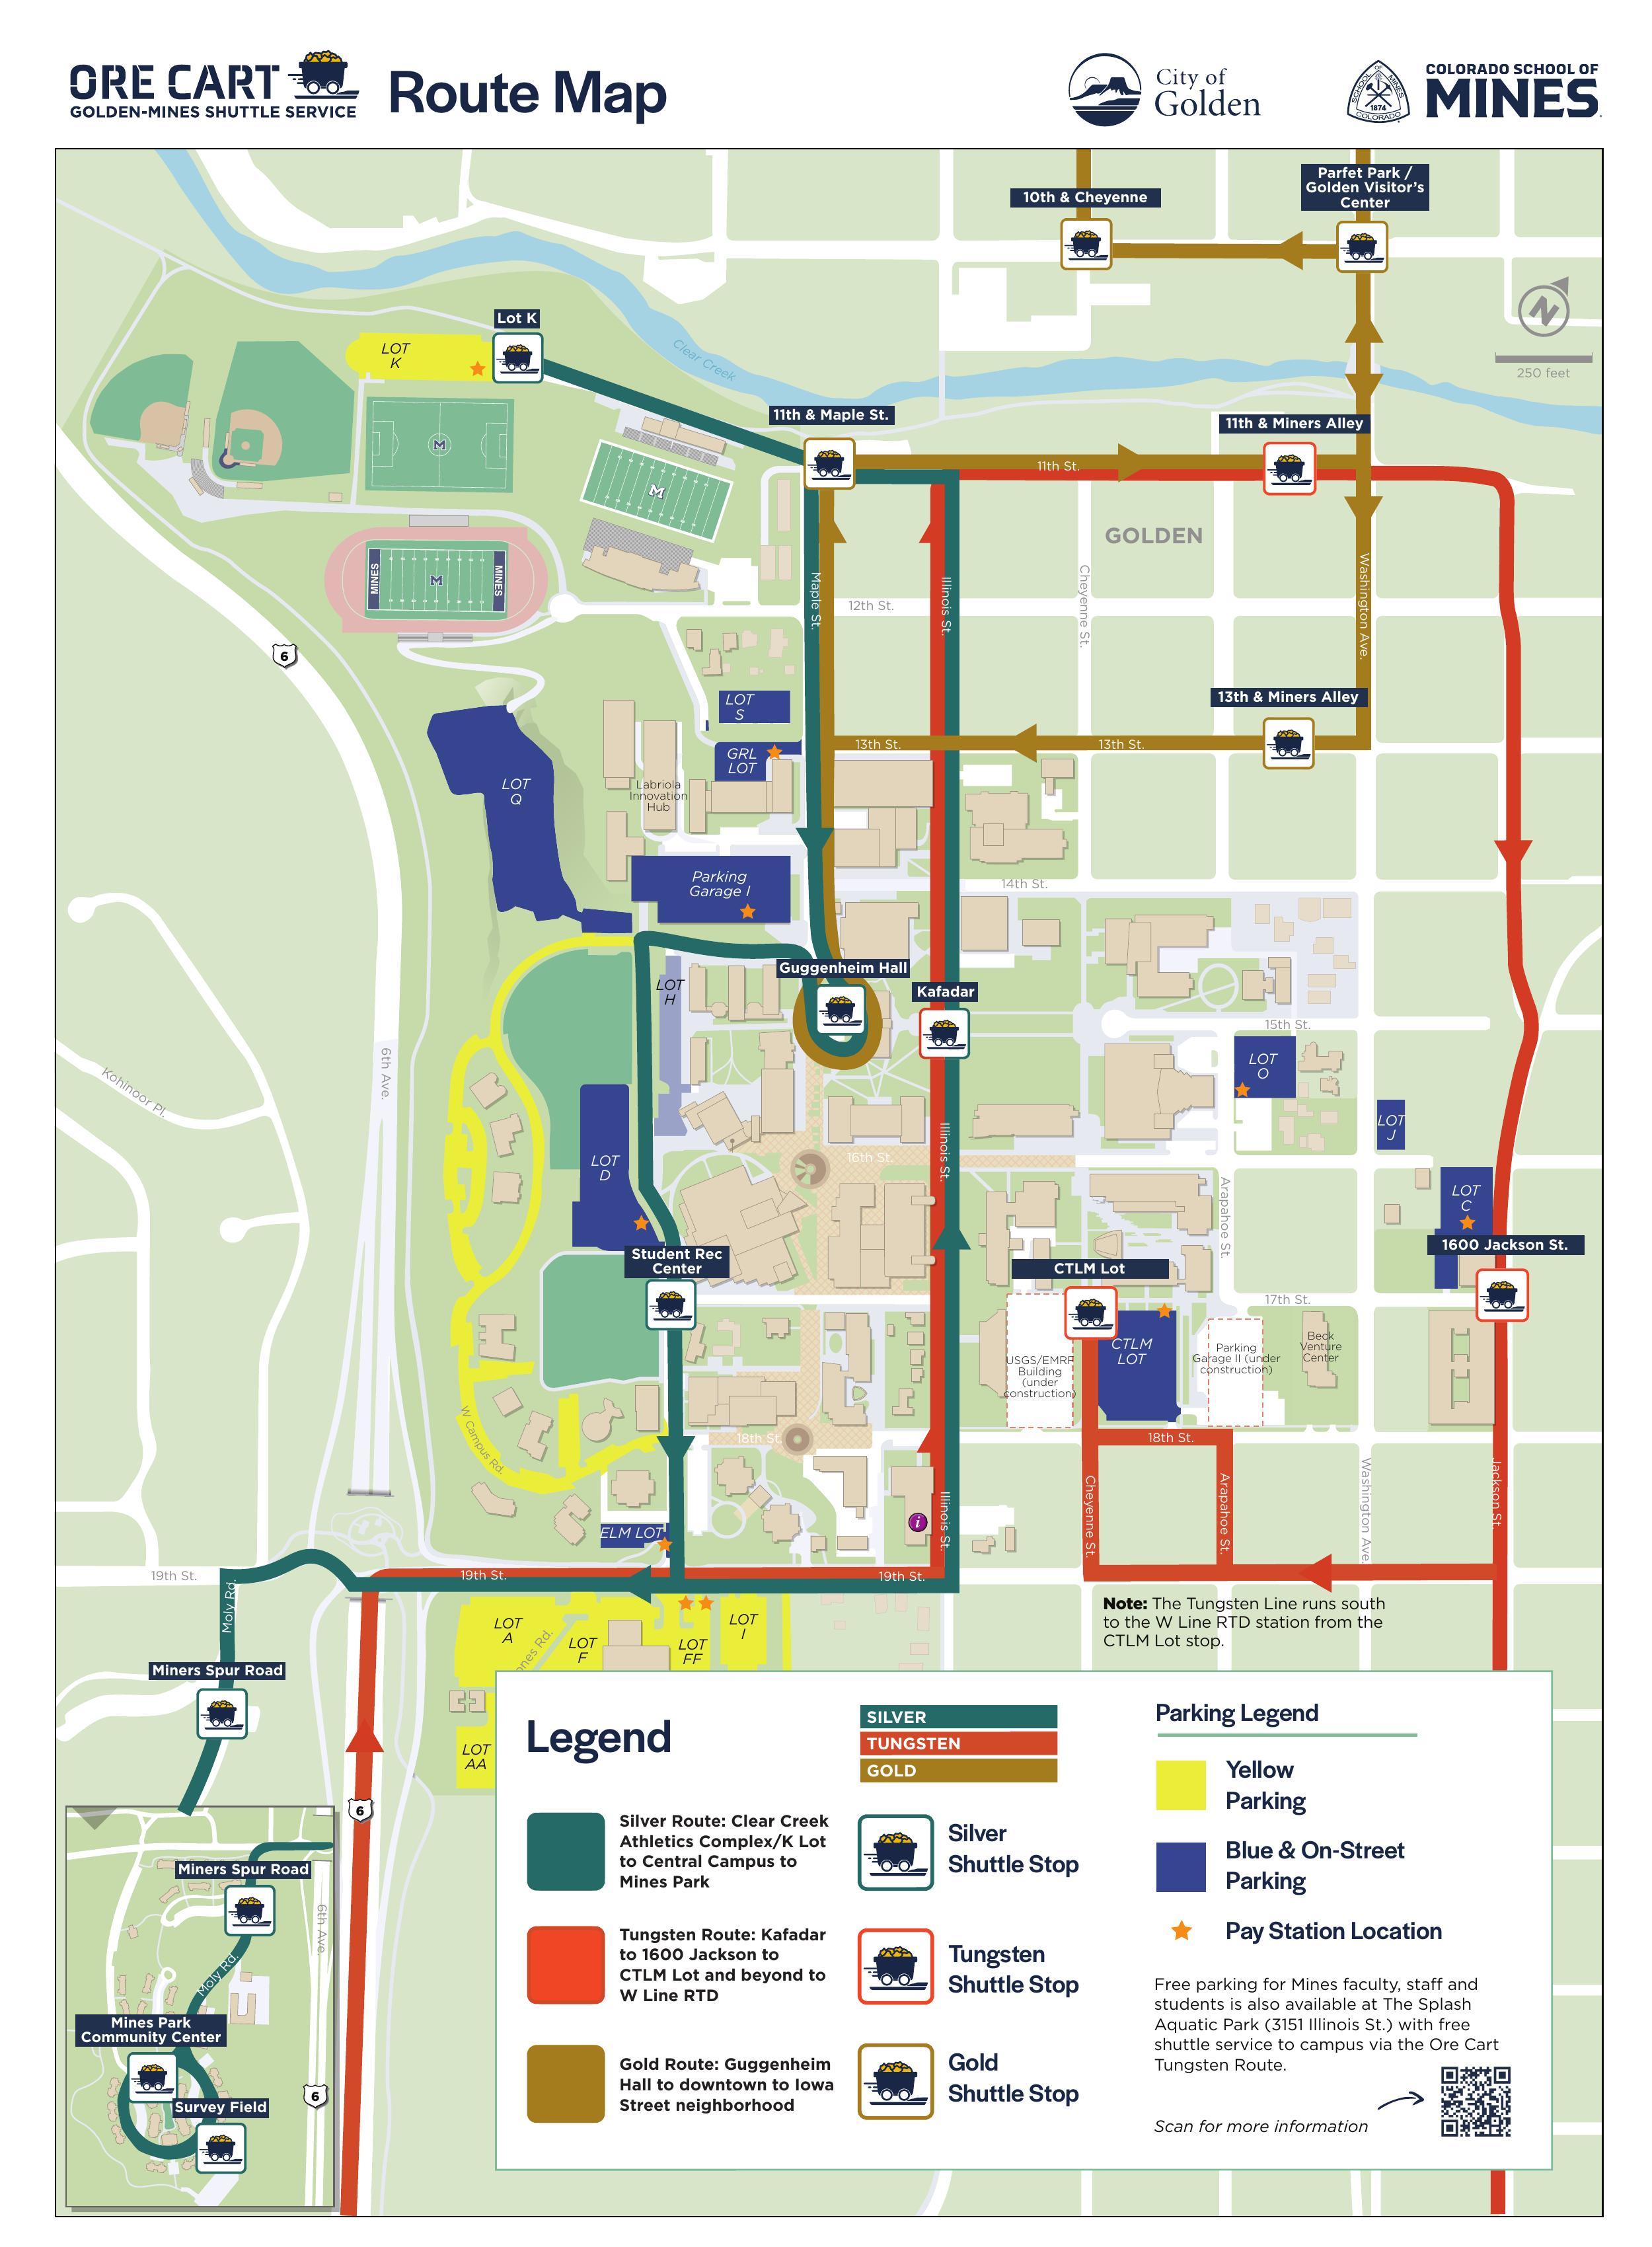 ORE CART
GOLDEN-MINES SHUTTLE SERVICE
Route Map
City of
Golden
SCHOOL OF MINES
1874
COLORADO
COLORADO SCHOOL OF
MINES
10th & Cheyenne
Parfet Park /
Golden Visitor's
Center
N
250 feet
Lot K
LOT
K
Clear Creek
M
11th & Maple St.
11th & Miners Alley
11th St.
M
GOLDEN
MINES
M
MINES
Maple St.
12th St.
Illinois St.
Cheyenne St.
Washington Ave.
6
LOT
S
13th & Miners Alley
GRL
LOT
13th St.
13th St.
LOT
Q
Labriola
Innovation
Hub
Parking
Garage I
14th St.
Guggenheim Hall
LOT
H
Kafadar
15th St.
6th Ave.
LOT
O
Kohinoor Pl.
LOT
J
LOT
D
16th St.
Illinois St.
Arapahoe St.
LOT
C
Student Rec
Center
CTLM Lot
1600 Jackson St.
17th St.
CTLM
LOT
USGS/EMRF
Building
(under
construction)
Parking
Garage II (under
construction)
Beck
Venture
Center
W Campus Rd.
18th St.
18th St.
Cheyenne St.
Arapahoe St.
Washington Ave.
Jackson St.
Illinois St.
i
ELM LOT
19th St.
19th St.
19th St.
Moly Rd.
Note: The Tungsten Line runs south
to the W Line RTD station from the
CTLM Lot stop.
LOT
A
LOT
F
LOT
FF
LOT
I
Miners Spur Road
LOT
AA
6
Miners Spur Road
6th Ave.
Moly Rd.
Mines Park
Community Center
6
Survey Field
Legend
SILVER
TUNGSTEN
GOLD
Silver Route: Clear Creek
Athletics Complex/K Lot
to Central Campus to
Mines Park
Silver
Shuttle Stop
Tungsten Route: Kafadar
to 1600 Jackson to
CTLM Lot and beyond to
W Line RTD
Tungsten
Shuttle Stop
Gold Route: Guggenheim
Hall to downtown to Iowa
Street neighborhood
Gold
Shuttle Stop
Parking Legend
Yellow
Parking
Blue & On-Street
Parking
Pay Station Location
Free parking for Mines faculty, staff and
students is also available at The Splash
Aquatic Park (3151 Illinois St.) with free
shuttle service to campus via the Ore Cart
Tungsten Route.
Scan for more information